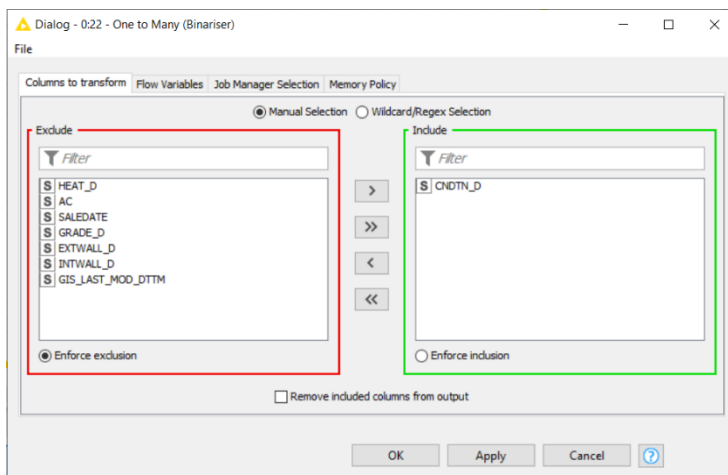 Dialog - 0:22 - One to Many (Binariser)
File
Columns to transform Flow Variables Job Manager Selection Memory Policy
Manual Selection Wildcard/Regex Selection
Exclude
Filter
S HEAT_D
S AC
S SALEDATE
S GRADE_D
S EXTWALL_D
S INTWALL_D
S GIS_LAST_MOD_DTTM
Enforce exclusion
>
>>
<
<<
Include
Filter
S CNDTN_D
Enforce inclusion
Remove included columns from output
OK Apply Cancel ?